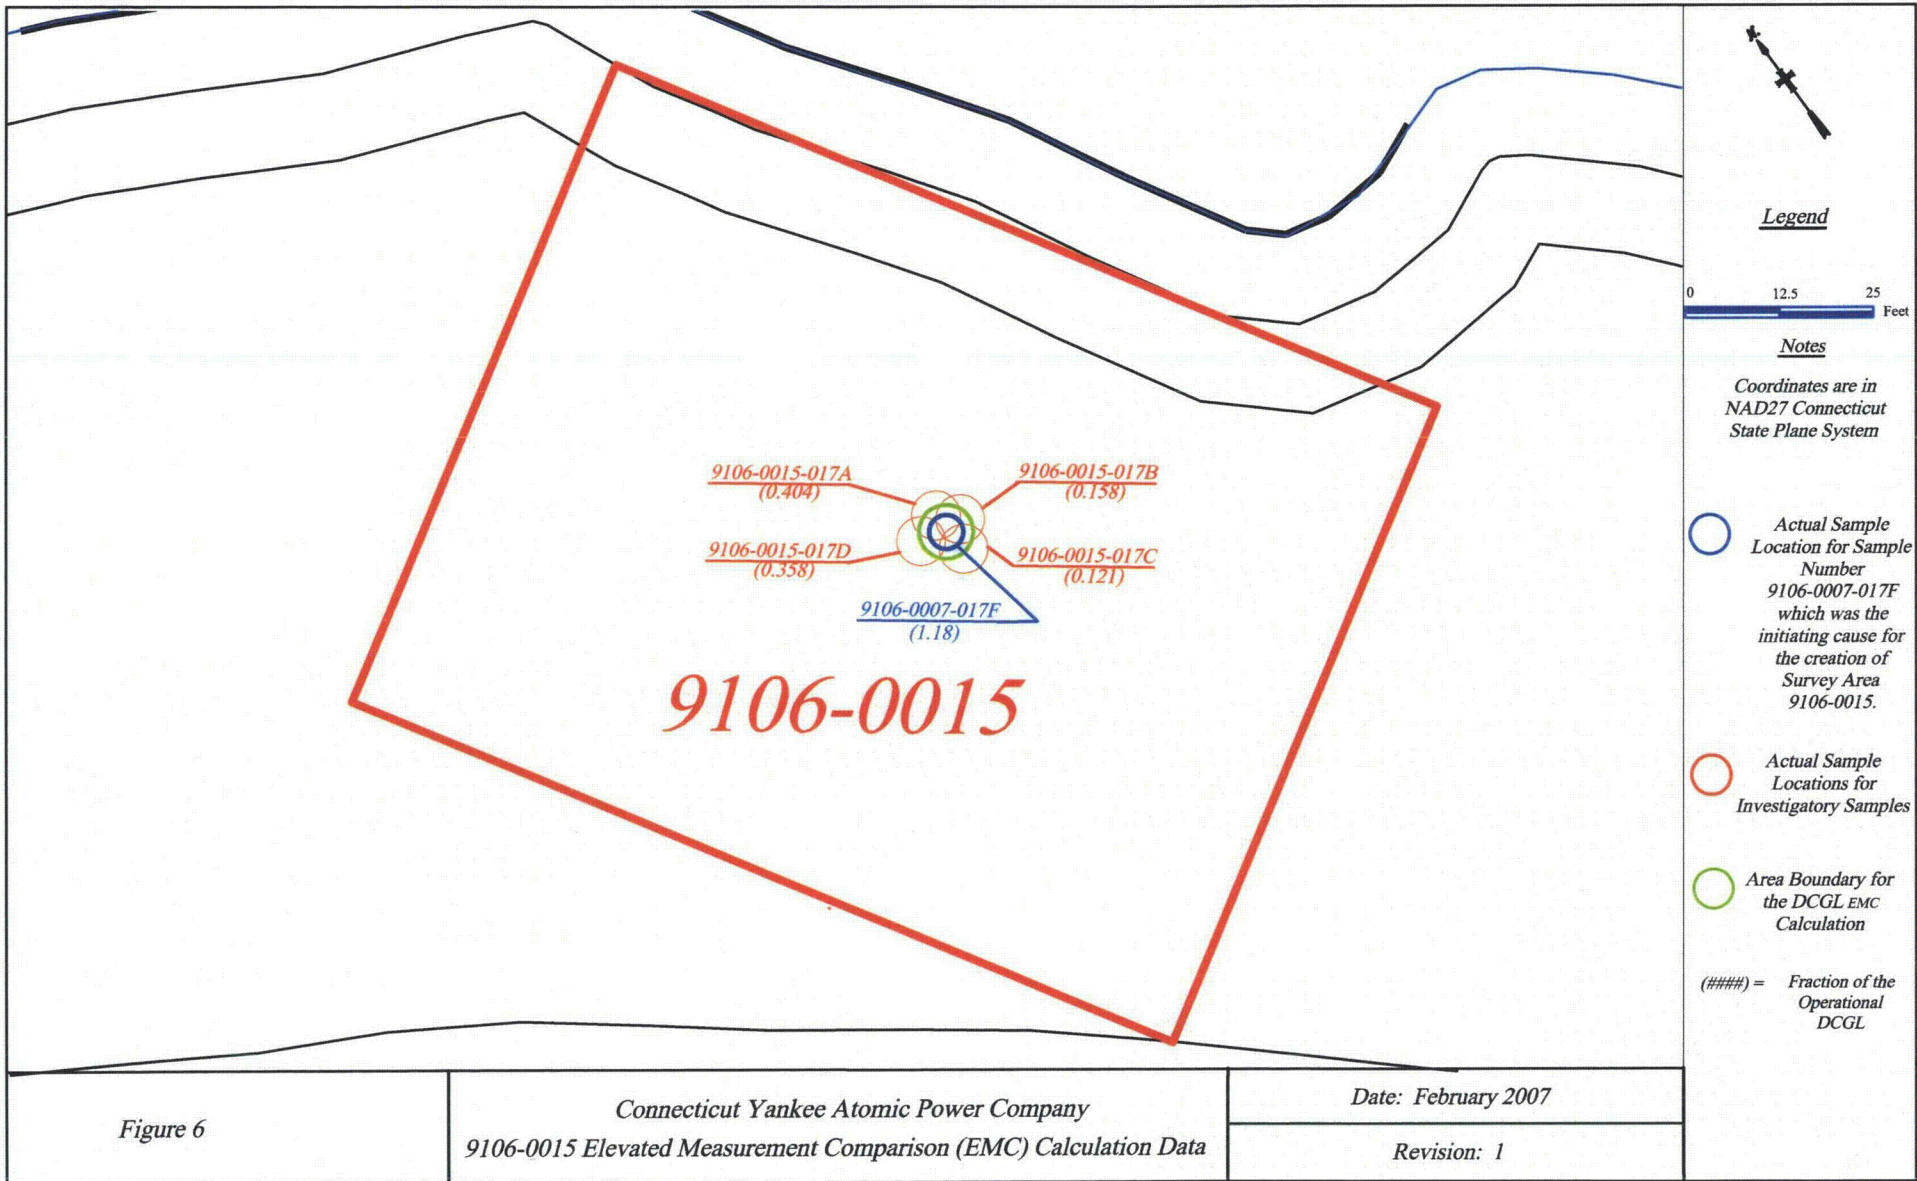 9106-0015-017A
(0.404)
9106-0015-017B
(0.158)
9106-0015-017D
(0.358)
9106-0015-017C
(0.121)
9106-0007-017F
(1.18)
9106-0015
Legend
0 12.5 25
Feet
Notes
Coordinates are in
NAD27 Connecticut
State Plane System
Actual Sample
Location for Sample
Number
9106-0007-017F
which was the
initiating cause for
the creation of
Survey Area
9106-0015.
Actual Sample
Locations for
Investigatory Samples
Area Boundary for
the DCGL EMC
Calculation
(####) = Fraction of the
Operational
DCGL
Figure 6
Connecticut Yankee Atomic Power Company
9106-0015 Elevated Measurement Comparison (EMC) Calculation Data
Date: February 2007
Revision: 1